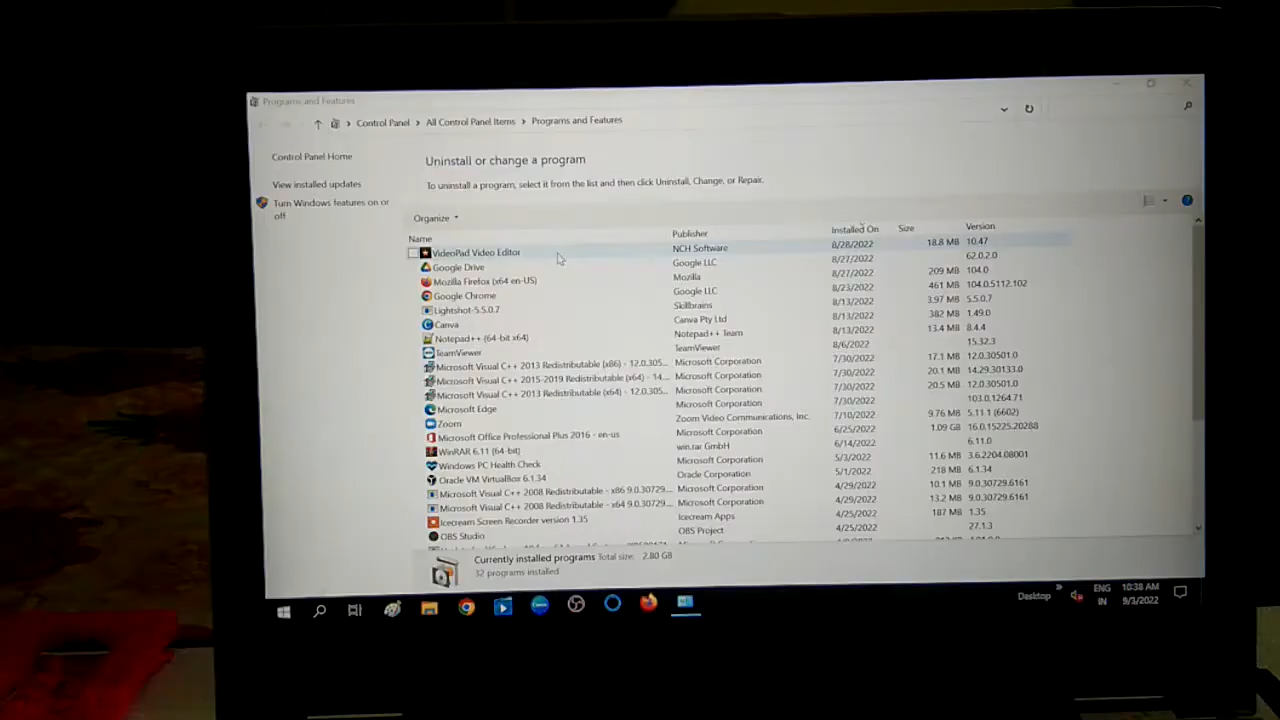 Programs and Features
Control Panel > All Control Panel Items > Programs and Features
Control Panel Home
View installed updates
Turn Windows features on or
off
Uninstall or change a program
To uninstall a program, select it from the list and then click Uninstall, Change, or Repair.
Organize
Name Publisher Installed On Size Version
VideoPad Video Editor NCH Software 8/28/2022 18.8 MB 10.47
Google Drive Google LLC 8/27/2022 62.0.2.0
Mozilla Firefox (x64 en-US) Mozilla 8/27/2022 209 MB 104.0
Google Chrome Google LLC 8/23/2022 461 MB 104.0.5112.102
Lightshot-5.5.0.7 Skillbrains 8/13/2022 3.97 MB 5.5.0.7
Canva Canva Pty Ltd 8/13/2022 382 MB 1.49.0
Notepad++ (64-bit x64) Notepad++ Team 8/13/2022 13.4 MB 8.4.4
TeamViewer TeamViewer 8/6/2022 15.32.3
Microsoft Visual C++ 2013 Redistributable (x86) - 12.0.305... Microsoft Corporation 7/30/2022 17.1 MB 12.0.30501.0
Microsoft Visual C++ 2015-2019 Redistributable (x64) - 14.... Microsoft Corporation 7/30/2022 20.1 MB 14.29.30133.0
Microsoft Visual C++ 2013 Redistributable (x64) - 12.0.305... Microsoft Corporation 7/30/2022 20.5 MB 12.0.30501.0
Microsoft Edge Microsoft Corporation 7/30/2022 103.0.1264.71
Zoom Zoom Video Communications, Inc. 7/10/2022 9.76 MB 5.11.1 (6602)
Microsoft Office Professional Plus 2016 - en-us Microsoft Corporation 6/25/2022 1.09 GB 16.0.15225.20288
WinRAR 6.11 (64-bit) win.rar GmbH 6/14/2022 6.11.0
Windows PC Health Check Microsoft Corporation 5/3/2022 11.6 MB 3.6.2204.08001
Oracle VM VirtualBox 6.1.34 Oracle Corporation 5/1/2022 218 MB 6.1.34
Microsoft Visual C++ 2008 Redistributable - x86 9.0.30729.... Microsoft Corporation 4/29/2022 10.1 MB 9.0.30729.6161
Microsoft Visual C++ 2008 Redistributable - x64 9.0.30729.... Microsoft Corporation 4/29/2022 13.2 MB 9.0.30729.6161
Icecream Screen Recorder version 1.35 Icecream Apps 4/25/2022 187 MB 1.35
OBS Studio OBS Project 4/25/2022 27.1.3
Currently installed programs Total size: 2.80 GB
32 programs installed
Desktop ENG 10:38 AM
IN 9/3/2022